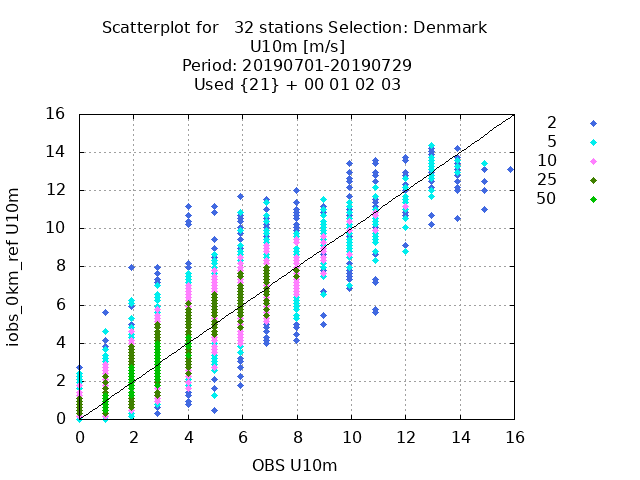 Scatterplot for   32 stations Selection: Denmark
U10m [m/s]
Period: 20190701-20190729
Used {21} + 00 01 02 03
16
14
12
10
8
6
4
2
0
0 2 4 6 8 10 12 14 16
iobs_0km_ref U10m
OBS U10m
2
5
10
25
50